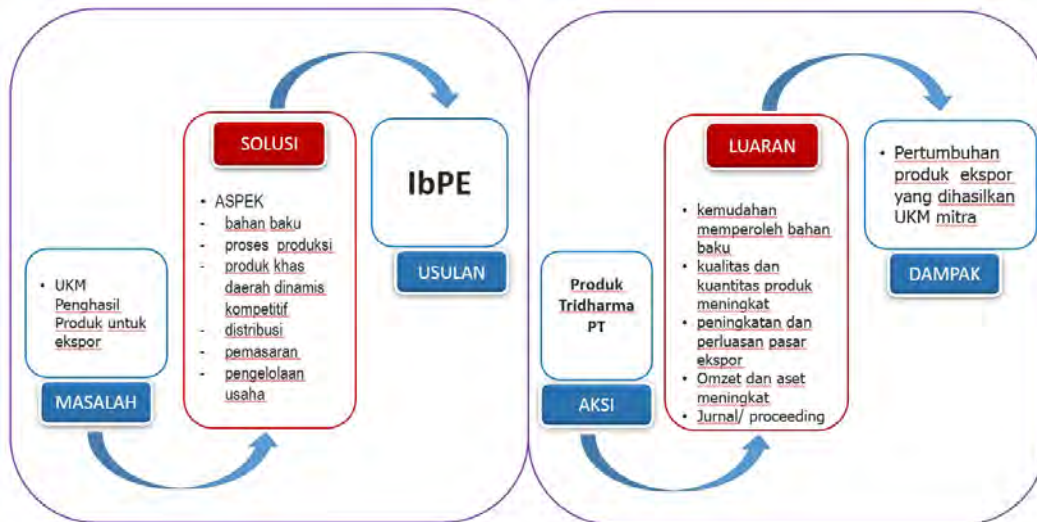 • UKM
Penghasil
Produk untuk
ekspor
MASALAH
SOLUSI
• ASPEK
- bahan baku
- proses produksi
- produk khas
daerah dinamis
kompetitif
- distribusi
- pemasaran
- pengelolaan
usaha
IbPE
USULAN
Produk
Tridharma
PT
AKSI
LUARAN
• kemudahan
memperoleh bahan
baku
• kualitas dan
kuantitas produk
meningkat
• peningkatan dan
perluasan pasar
ekspor
• Omzet dan aset
meningkat
• Jurnal/ proceeding
• Pertumbuhan
produk ekspor
yang dihasilkan
UKM mitra
DAMPAK